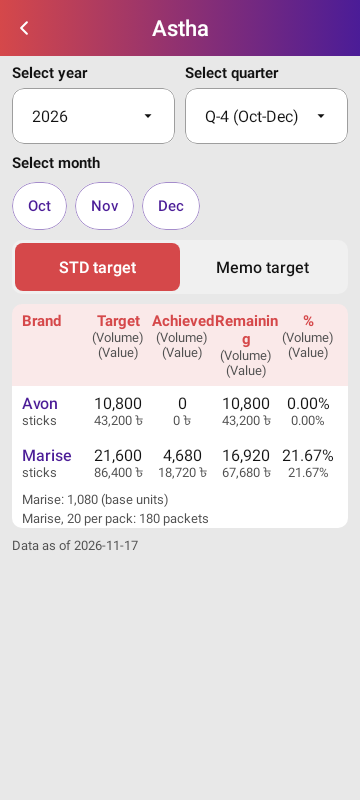 Astha
Select year Select quarter
2026 Q-4 (Oct-Dec)
Select month
Oct Nov Dec
STD target Memo target
Brand Target Achieved Remaining %
(Volume) (Volume) (Volume) (Volume)
(Value) (Value) (Value) (Value)
Avon 10,800 0 10,800 0.00%
sticks 43,200 ৳ 0 ৳ 43,200 ৳ 0.00%
Marise 21,600 4,680 16,920 21.67%
sticks 86,400 ৳ 18,720 ৳ 67,680 ৳ 21.67%
Marise: 1,080 (base units)
Marise, 20 per pack: 180 packets
Data as of 2026-11-17